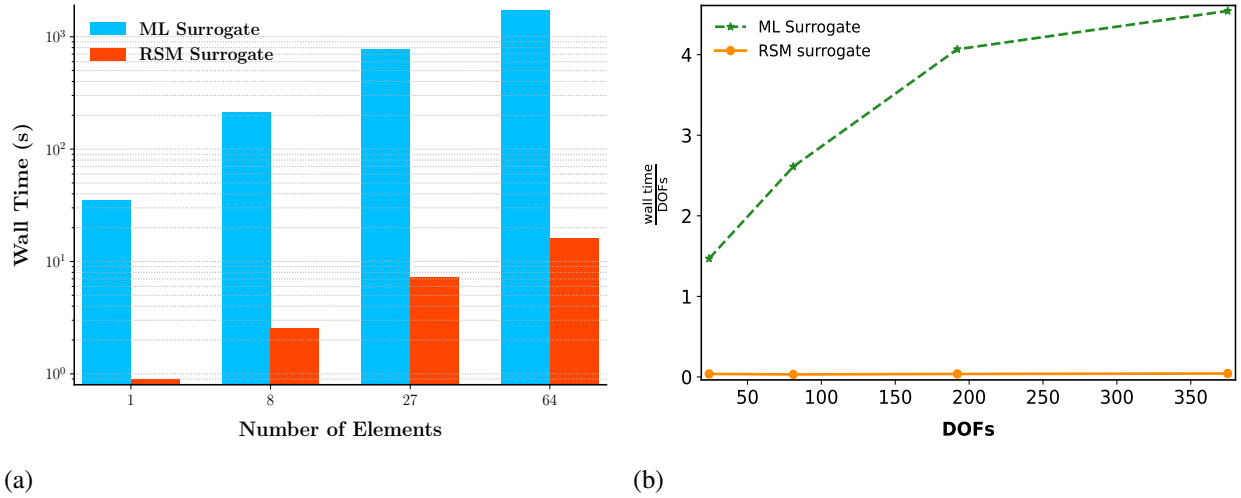 ML Surrogate
RSM Surrogate
10³
10²
10¹
10⁰
Wall Time (s)
1 8 27 64
Number of Elements
(a)
ML Surrogate
RSM surrogate
4
3
2
1
0
wall time
DOFs
50 100 150 200 250 300 350
DOFs
(b)